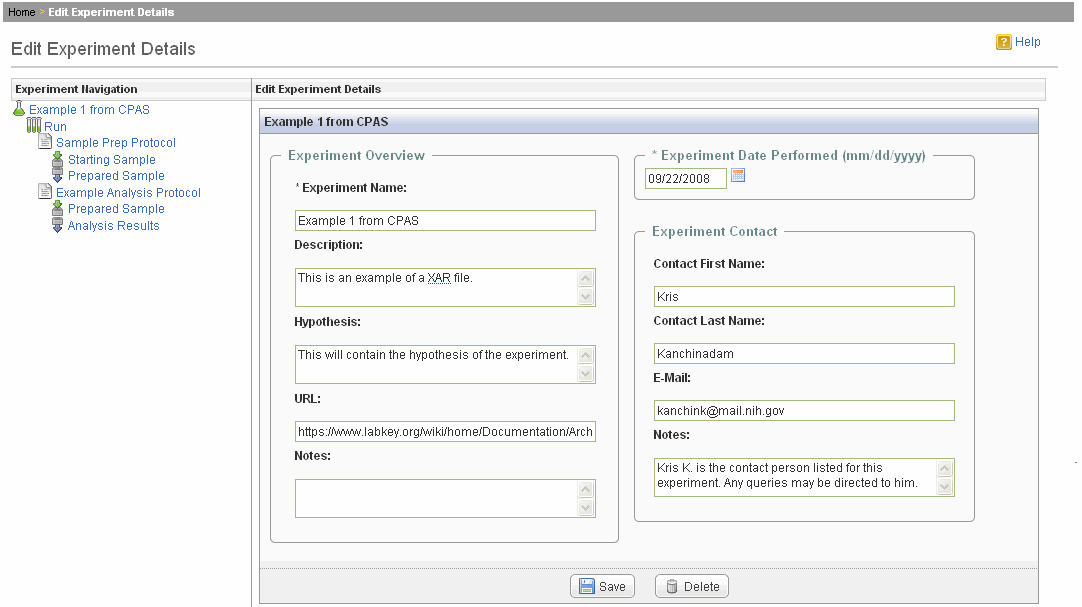 Home > Edit Experiment Details
Edit Experiment Details
? Help
Experiment Navigation
Example 1 from CPAS
Run
Sample Prep Protocol
Starting Sample
Prepared Sample
Example Analysis Protocol
Prepared Sample
Analysis Results
Edit Experiment Details
Example 1 from CPAS
Experiment Overview
* Experiment Name:
Example 1 from CPAS
Description:
This is an example of a XAR file.
Hypothesis:
This will contain the hypothesis of the experiment.
URL:
https://www.labkey.org/wiki/home/Documentation/Arch
Notes:
* Experiment Date Performed (mm/dd/yyyy)
09/22/2008
Experiment Contact
Contact First Name:
Kris
Contact Last Name:
Kanchinadam
E-Mail:
kanchink@mail.nih.gov
Notes:
Kris K. is the contact person listed for this
experiment. Any queries may be directed to him.
Save
Delete